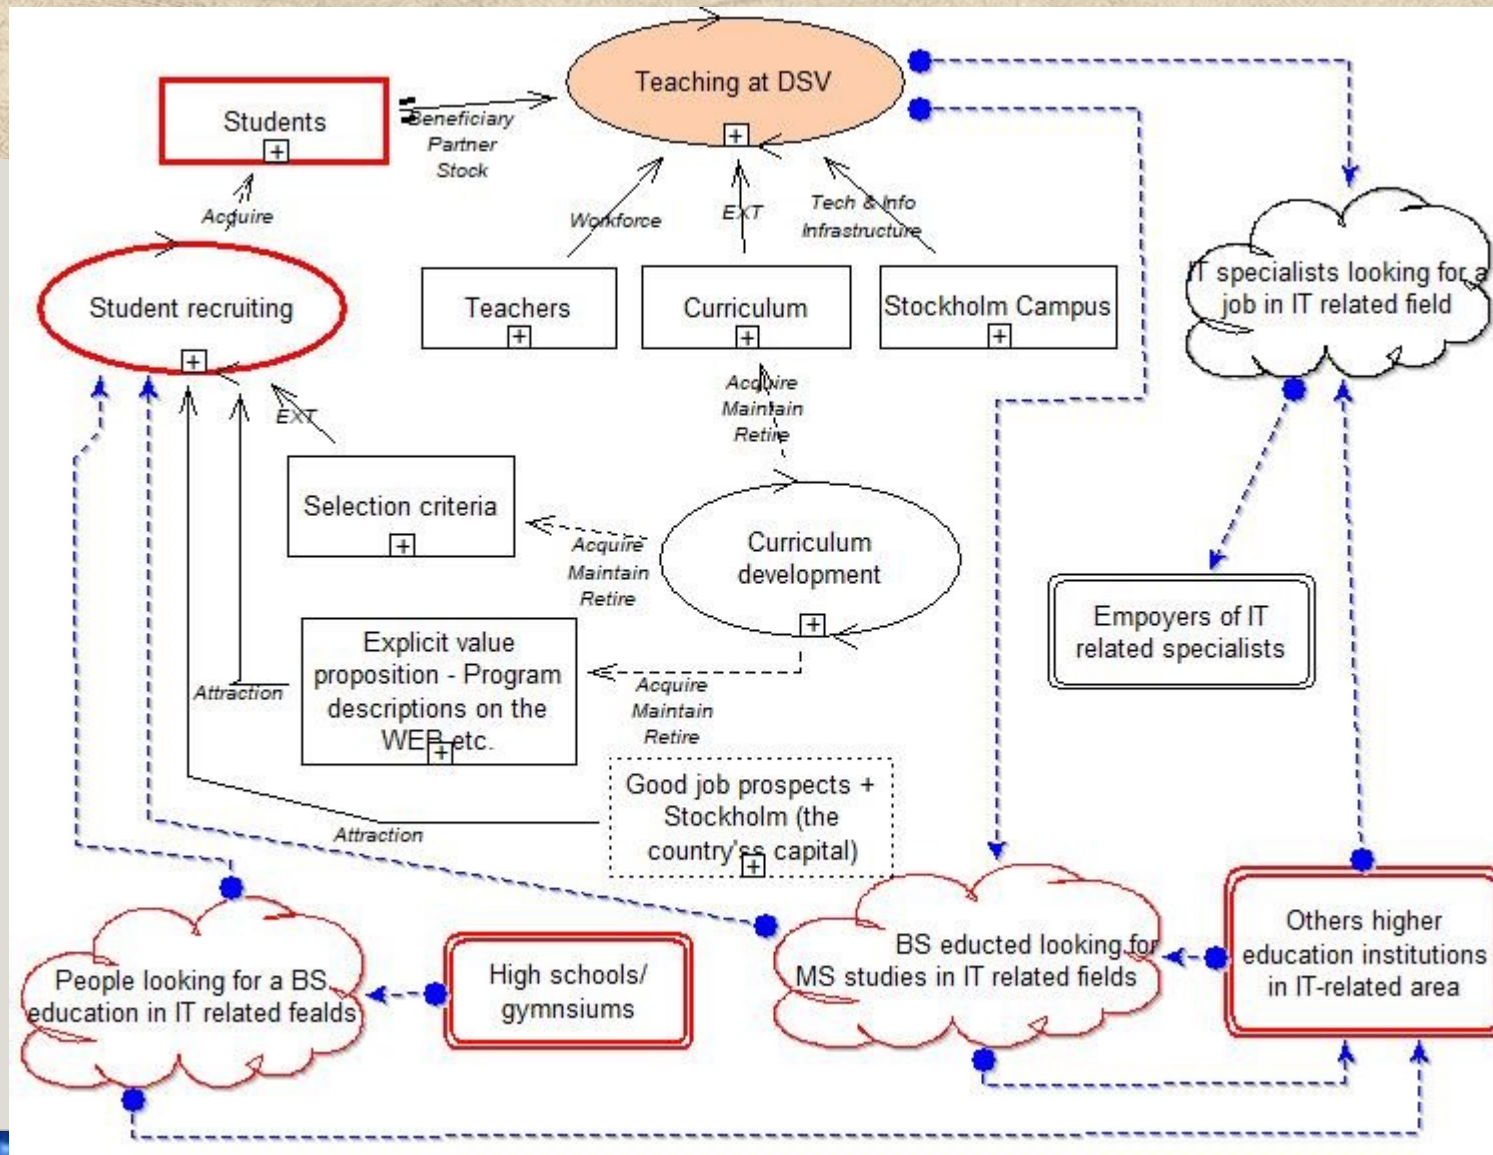 Teaching at DSV
+
Students
+
Beneficiary
Partner
Stock
Acquire
Workforce
EXT
Tech & Info
Infrastructure
Student recruiting
+
Teachers
+
Curriculum
+
Stockholm Campus
+
IT specialists looking for a
job in IT related field
EXT
Acquire
Maintain
Retire
Selection criteria
+
Acquire
Maintain
Retire
Curriculum
development
+
Empoyers of IT
related specialists
Explicit value
proposition - Program
descriptions on the
WEB etc.
+
Attraction
Acquire
Maintain
Retire
Good job prospects +
Stockholm (the
country'ss capital)
+
Attraction
People looking for a BS
education in IT related fealds
High schools/
gymnsiums
BS educted looking for
MS studies in IT related fields
Others higher
education institutions
in IT-related area